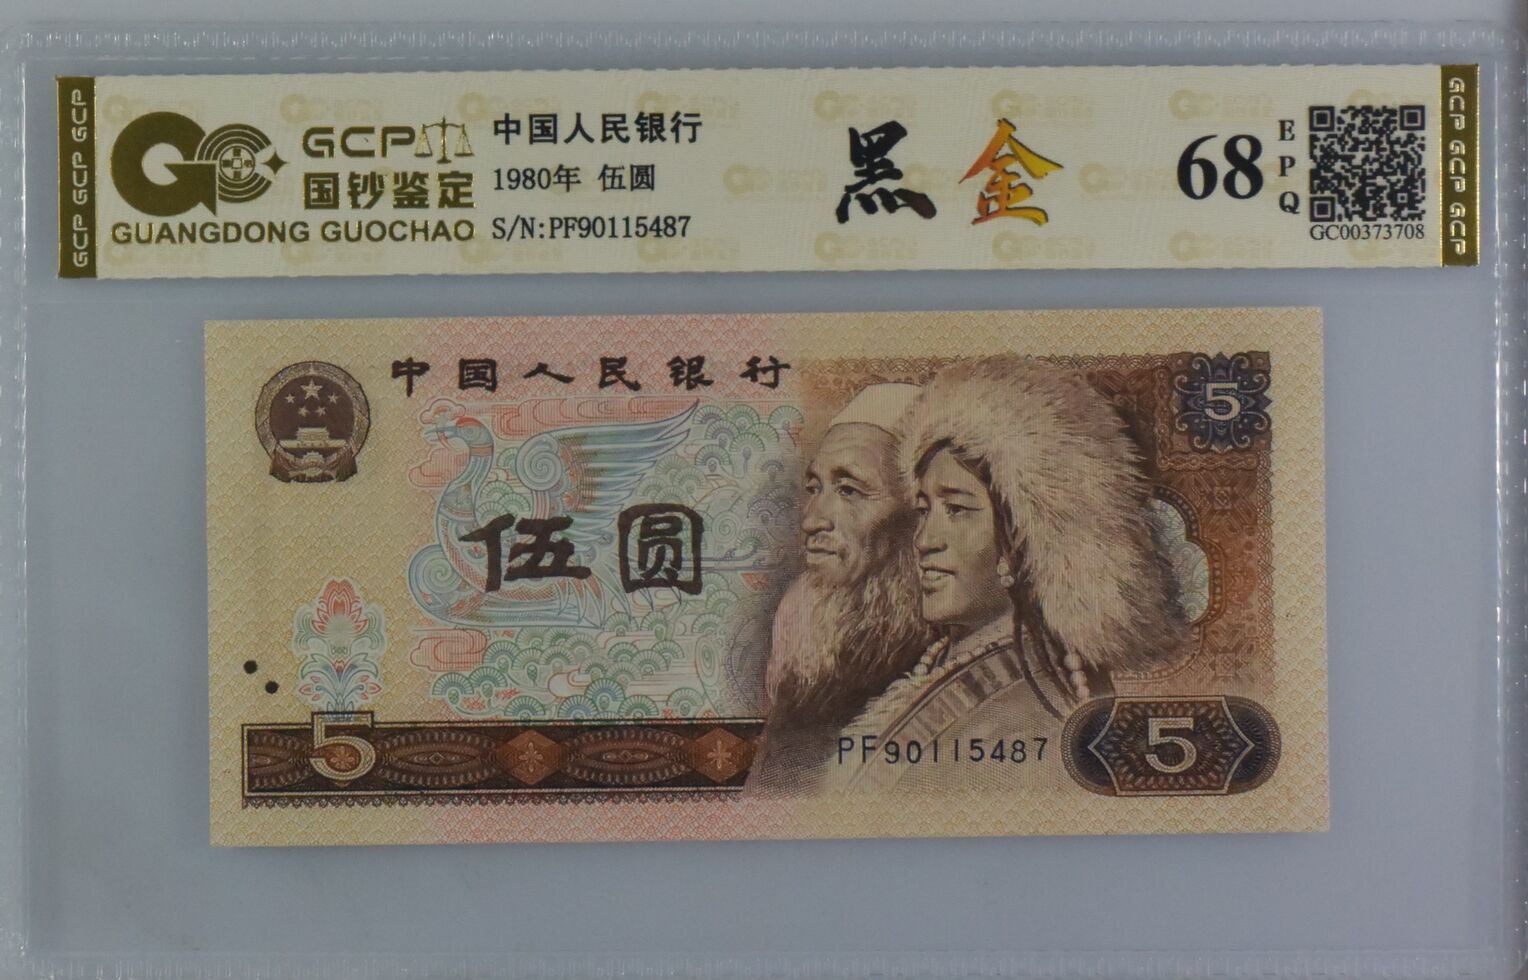 GCP GCP GCP
GCP
国钞鉴定
GUANGDONG GUOCHAO
中国人民银行
1980年 伍圆
S/N:PF90115487
黑金
68
EPQ
GC00373708
GCP GCP GCP
中国人民银行
5
伍圆
5
PF90115487
5